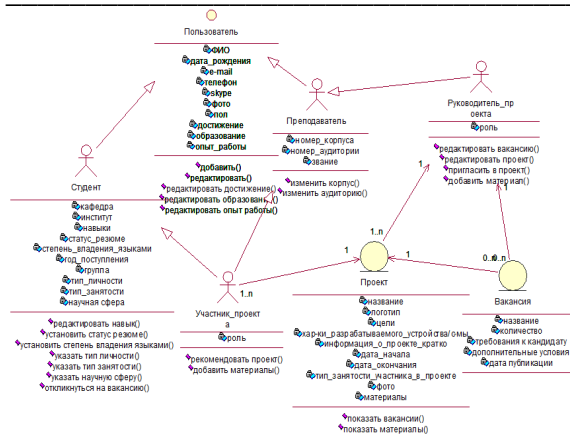 Пользователь
ФИО
дата_рождения
e-mail
телефон
skype
фото
пол
достижение
образование
опыт_работы
добавить()
редактировать()
редактировать достижение()
редактировать образование()
редактировать опыт работы()
Преподаватель
номер_корпуса
номер_аудитории
звание
изменить корпус()
изменить аудиторию()
Руководитель_пр
оекта
роль
редактировать вакансию()
редактировать проект()
пригласить в проект()
добавить материал()
Студент
кафедра
институт
навыки
статус_резюме
степень_владения_языками
год_поступления
группа
тип_личности
тип_занятости
научная сфера
редактировать навык()
установить статус резюме()
установить степень владения языками()
указать тип личности()
указать тип занятости()
указать научную сферу()
откликнуться на вакансию()
Участник_проект
а
роль
рекомендовать проект()
добавить материалы()
1..n
1
1..n
1
1
0..n
Проект
название
логотип
цели
хар-ки_разрабатываемого_устройства/
информация_о_проекте_кратко
дата_начала
дата_окончания
тип_занятости_участника_в_проекте
фото
материалы
показать вакансии()
показать материалы()
Вакансия
название
количество
требования к кандидату
дополнительные условия
дата публикации